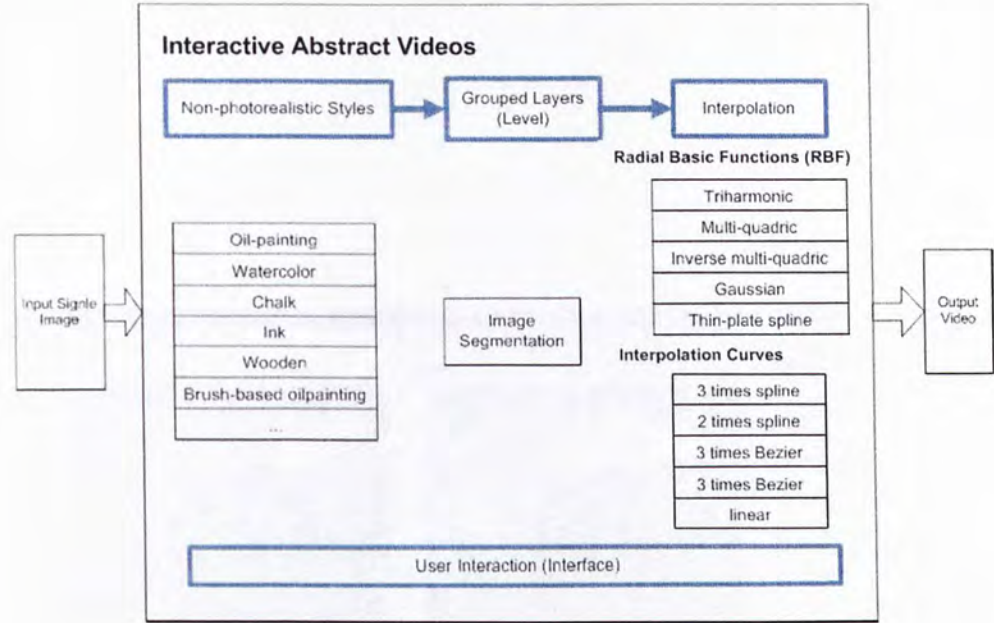 Interactive Abstract Videos
Non-photorealistic Styles
Grouped Layers
(Level)
Interpolation
Radial Basic Functions (RBF)
Triharmonic
Multi-quadric
Inverse multi-quadric
Gaussian
Thin-plate spline
Input Signle
Image
Oil-painting
Watercolor
Chalk
Ink
Wooden
Brush-based oilpainting
...
Image
Segmentation
Output
Video
Interpolation Curves
3 times spline
2 times spline
3 times Bezier
3 times Bezier
linear
User Interaction (Interface)